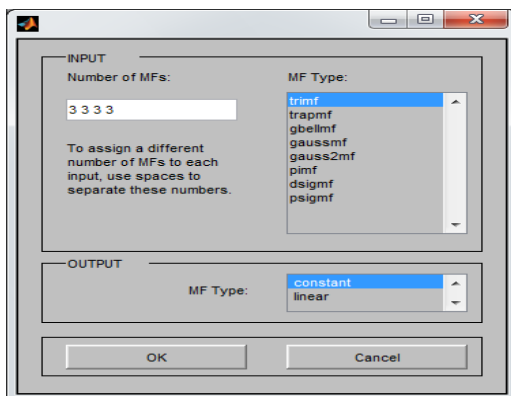 INPUT
Number of MFs:
3 3 3 3
To assign a different
number of MFs to each
input, use spaces to
separate these numbers.
MF Type:
trimf
trapmf
gbellmf
gaussmf
gauss2mf
pimf
dsigmf
psigmf
OUTPUT
MF Type:
constant
linear
OK
Cancel